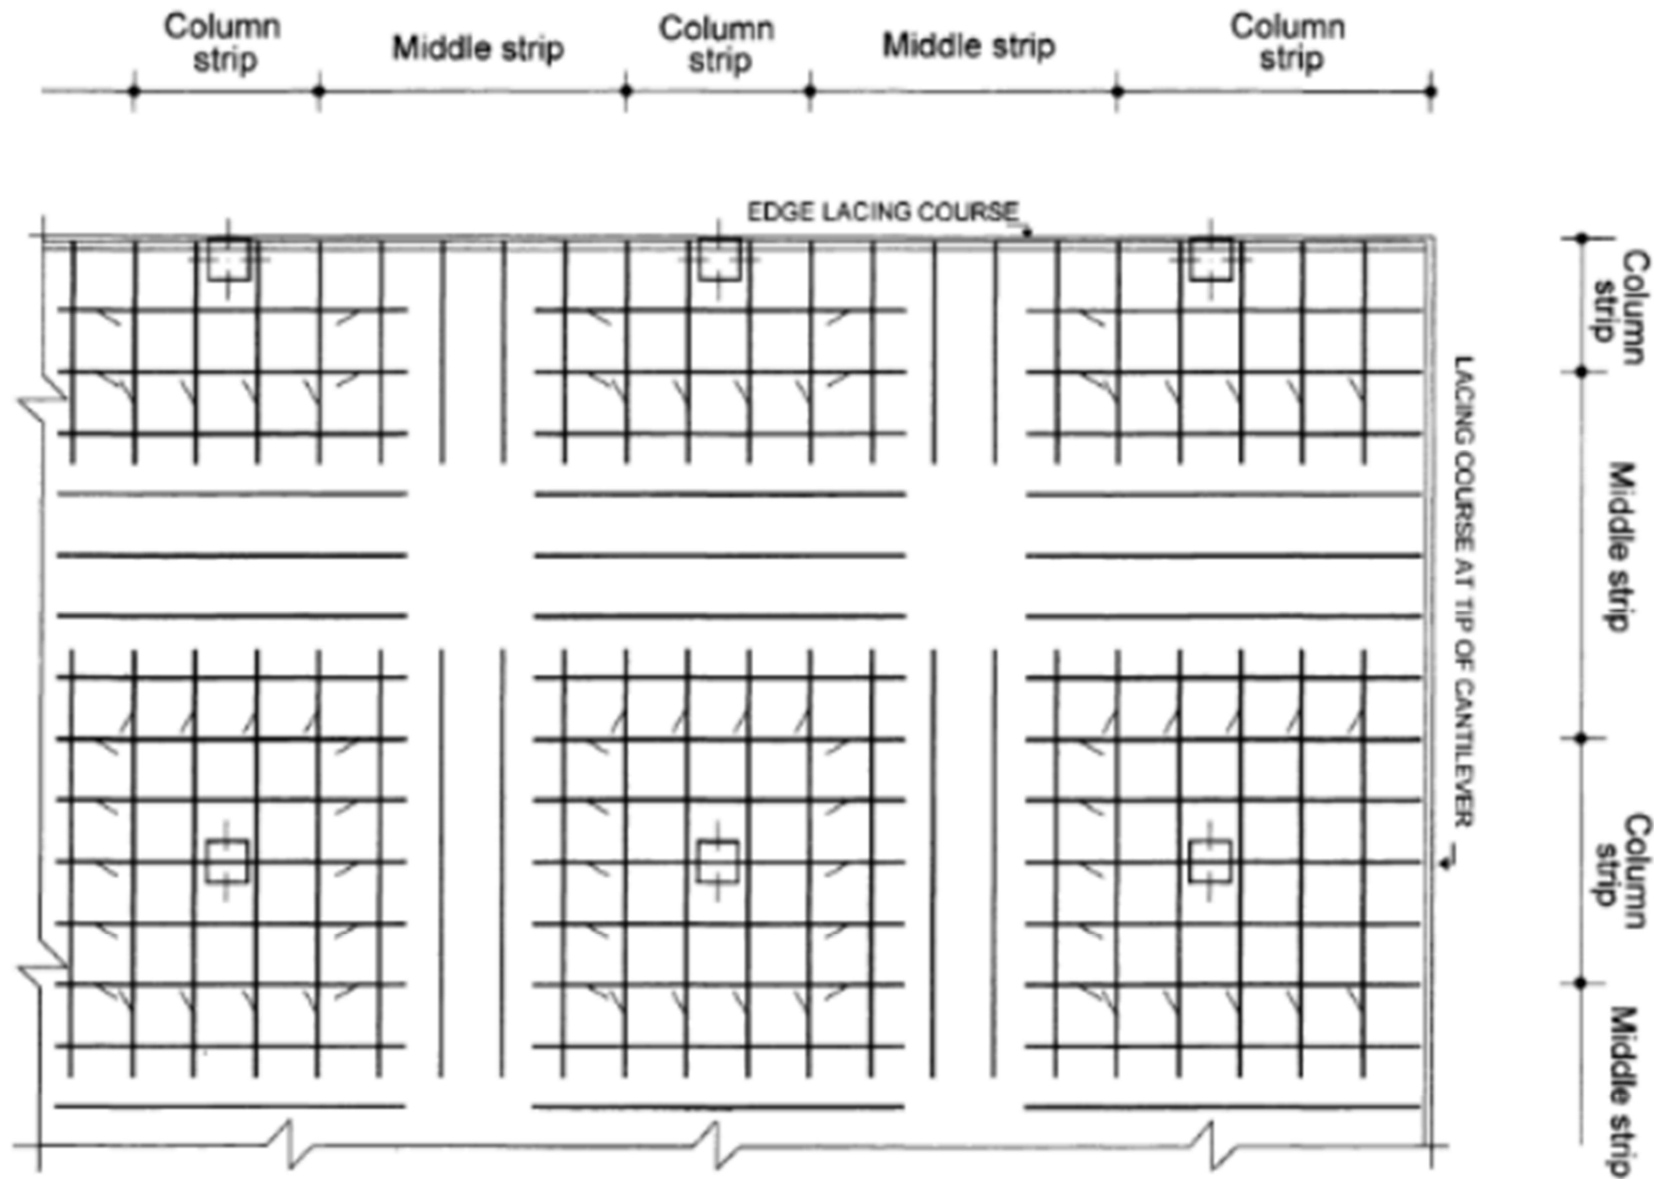 Column
strip
Middle strip
Column
strip
Middle strip
Column
strip
EDGE LACING COURSE
Column
strip
LACING COURSE AT TIP OF CANTILEVER
Middle strip
Column
strip
Middle strip